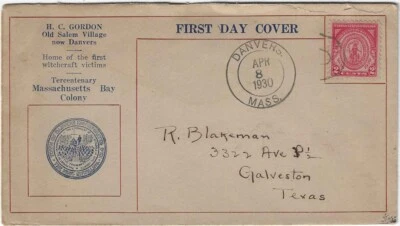 H. C. GORDON
Old Salem Village
now Danvers
Home of the first
witchcraft victims
Tercentenary
Massachusetts Bay
Colony
FIRST DAY COVER
DANVERS.
APR
8
1930
MASS.
R. Blakeman
3322 Ave P½
Galveston
Texas